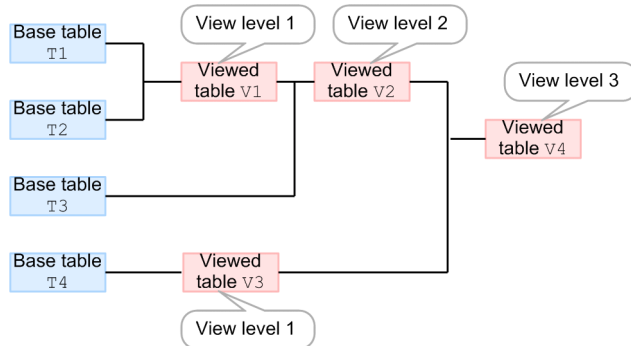 View level 1
View level 2
Base table
T1
Viewed
table V1
Viewed
table V2
View level 3
Base table
T2
Viewed
table V4
Base table
T3
Base table
T4
Viewed
table V3
View level 1